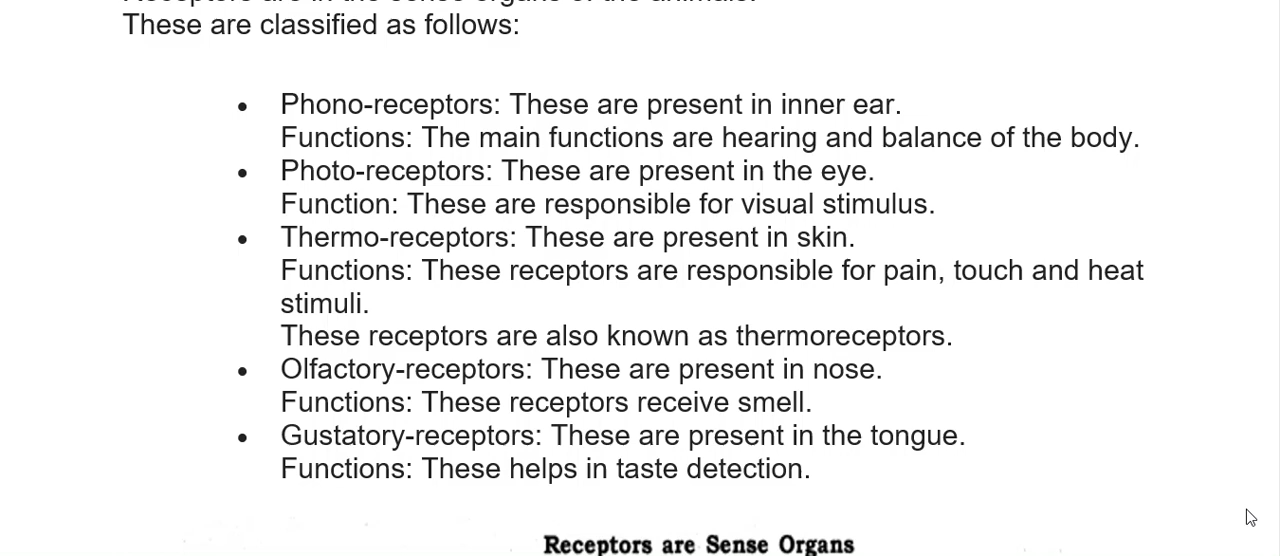 These are classified as follows:
• Phono-receptors: These are present in inner ear.
Functions: The main functions are hearing and balance of the body.
• Photo-receptors: These are present in the eye.
Function: These are responsible for visual stimulus.
• Thermo-receptors: These are present in skin.
Functions: These receptors are responsible for pain, touch and heat
stimuli.
These receptors are also known as thermoreceptors.
• Olfactory-receptors: These are present in nose.
Functions: These receptors receive smell.
• Gustatory-receptors: These are present in the tongue.
Functions: These helps in taste detection.
Receptors are Sense Organs